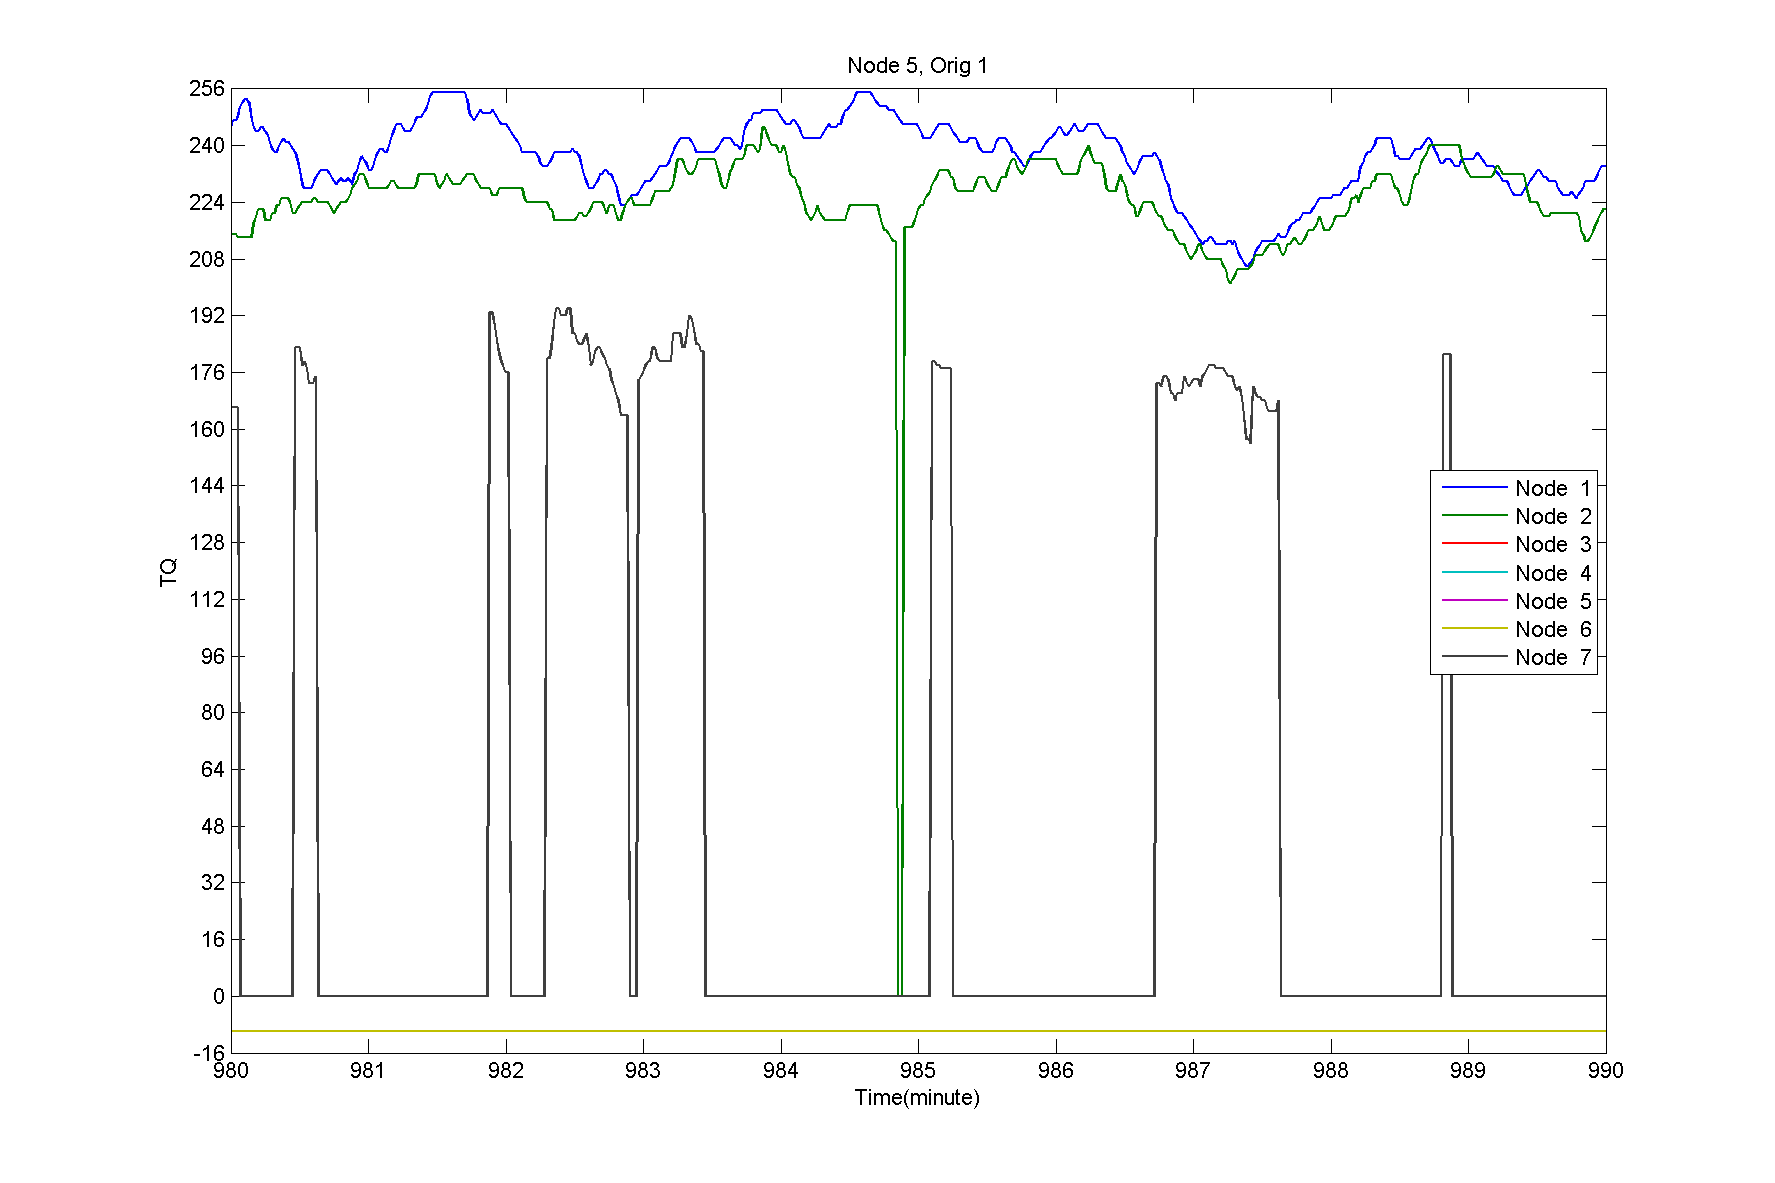 Node 5, Orig 1
256
240
224
208
192
176
160
144
128
112
96
80
64
48
32
16
0
-16
TQ
Node 1
Node 2
Node 3
Node 4
Node 5
Node 6
Node 7
980 981 982 983 984 985 986 987 988 989 990
Time(minute)